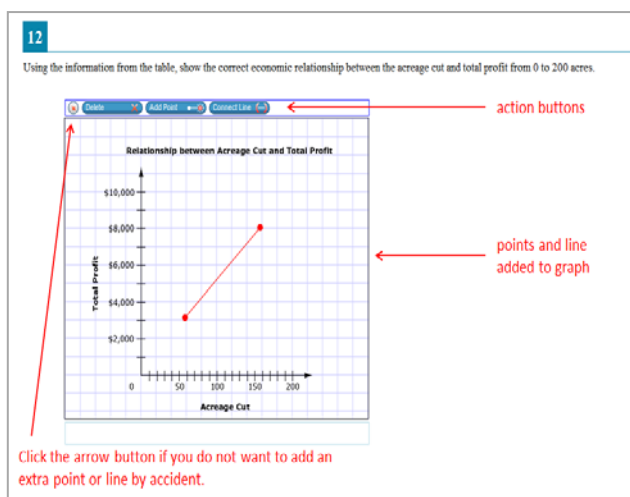 12
Using the information from the table, show the correct economic relationship between the acreage cut and total profit from 0 to 200 acres.
Delete Add Point Connect Line
action buttons
Relationship between Acreage Cut and Total Profit
$10,000
$8,000
$6,000
$4,000
$2,000
Total Profit
points and line
added to graph
0 50 100 150 200
Acreage Cut
Click the arrow button if you do not want to add an
extra point or line by accident.